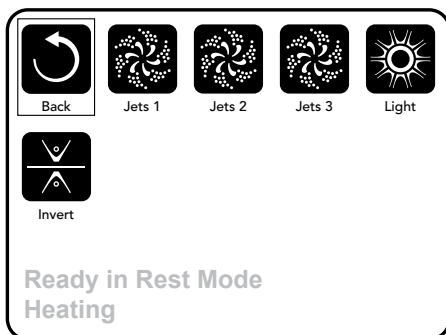 Back Jets 1 Jets 2 Jets 3 Light
Invert
Ready in Rest Mode
Heating